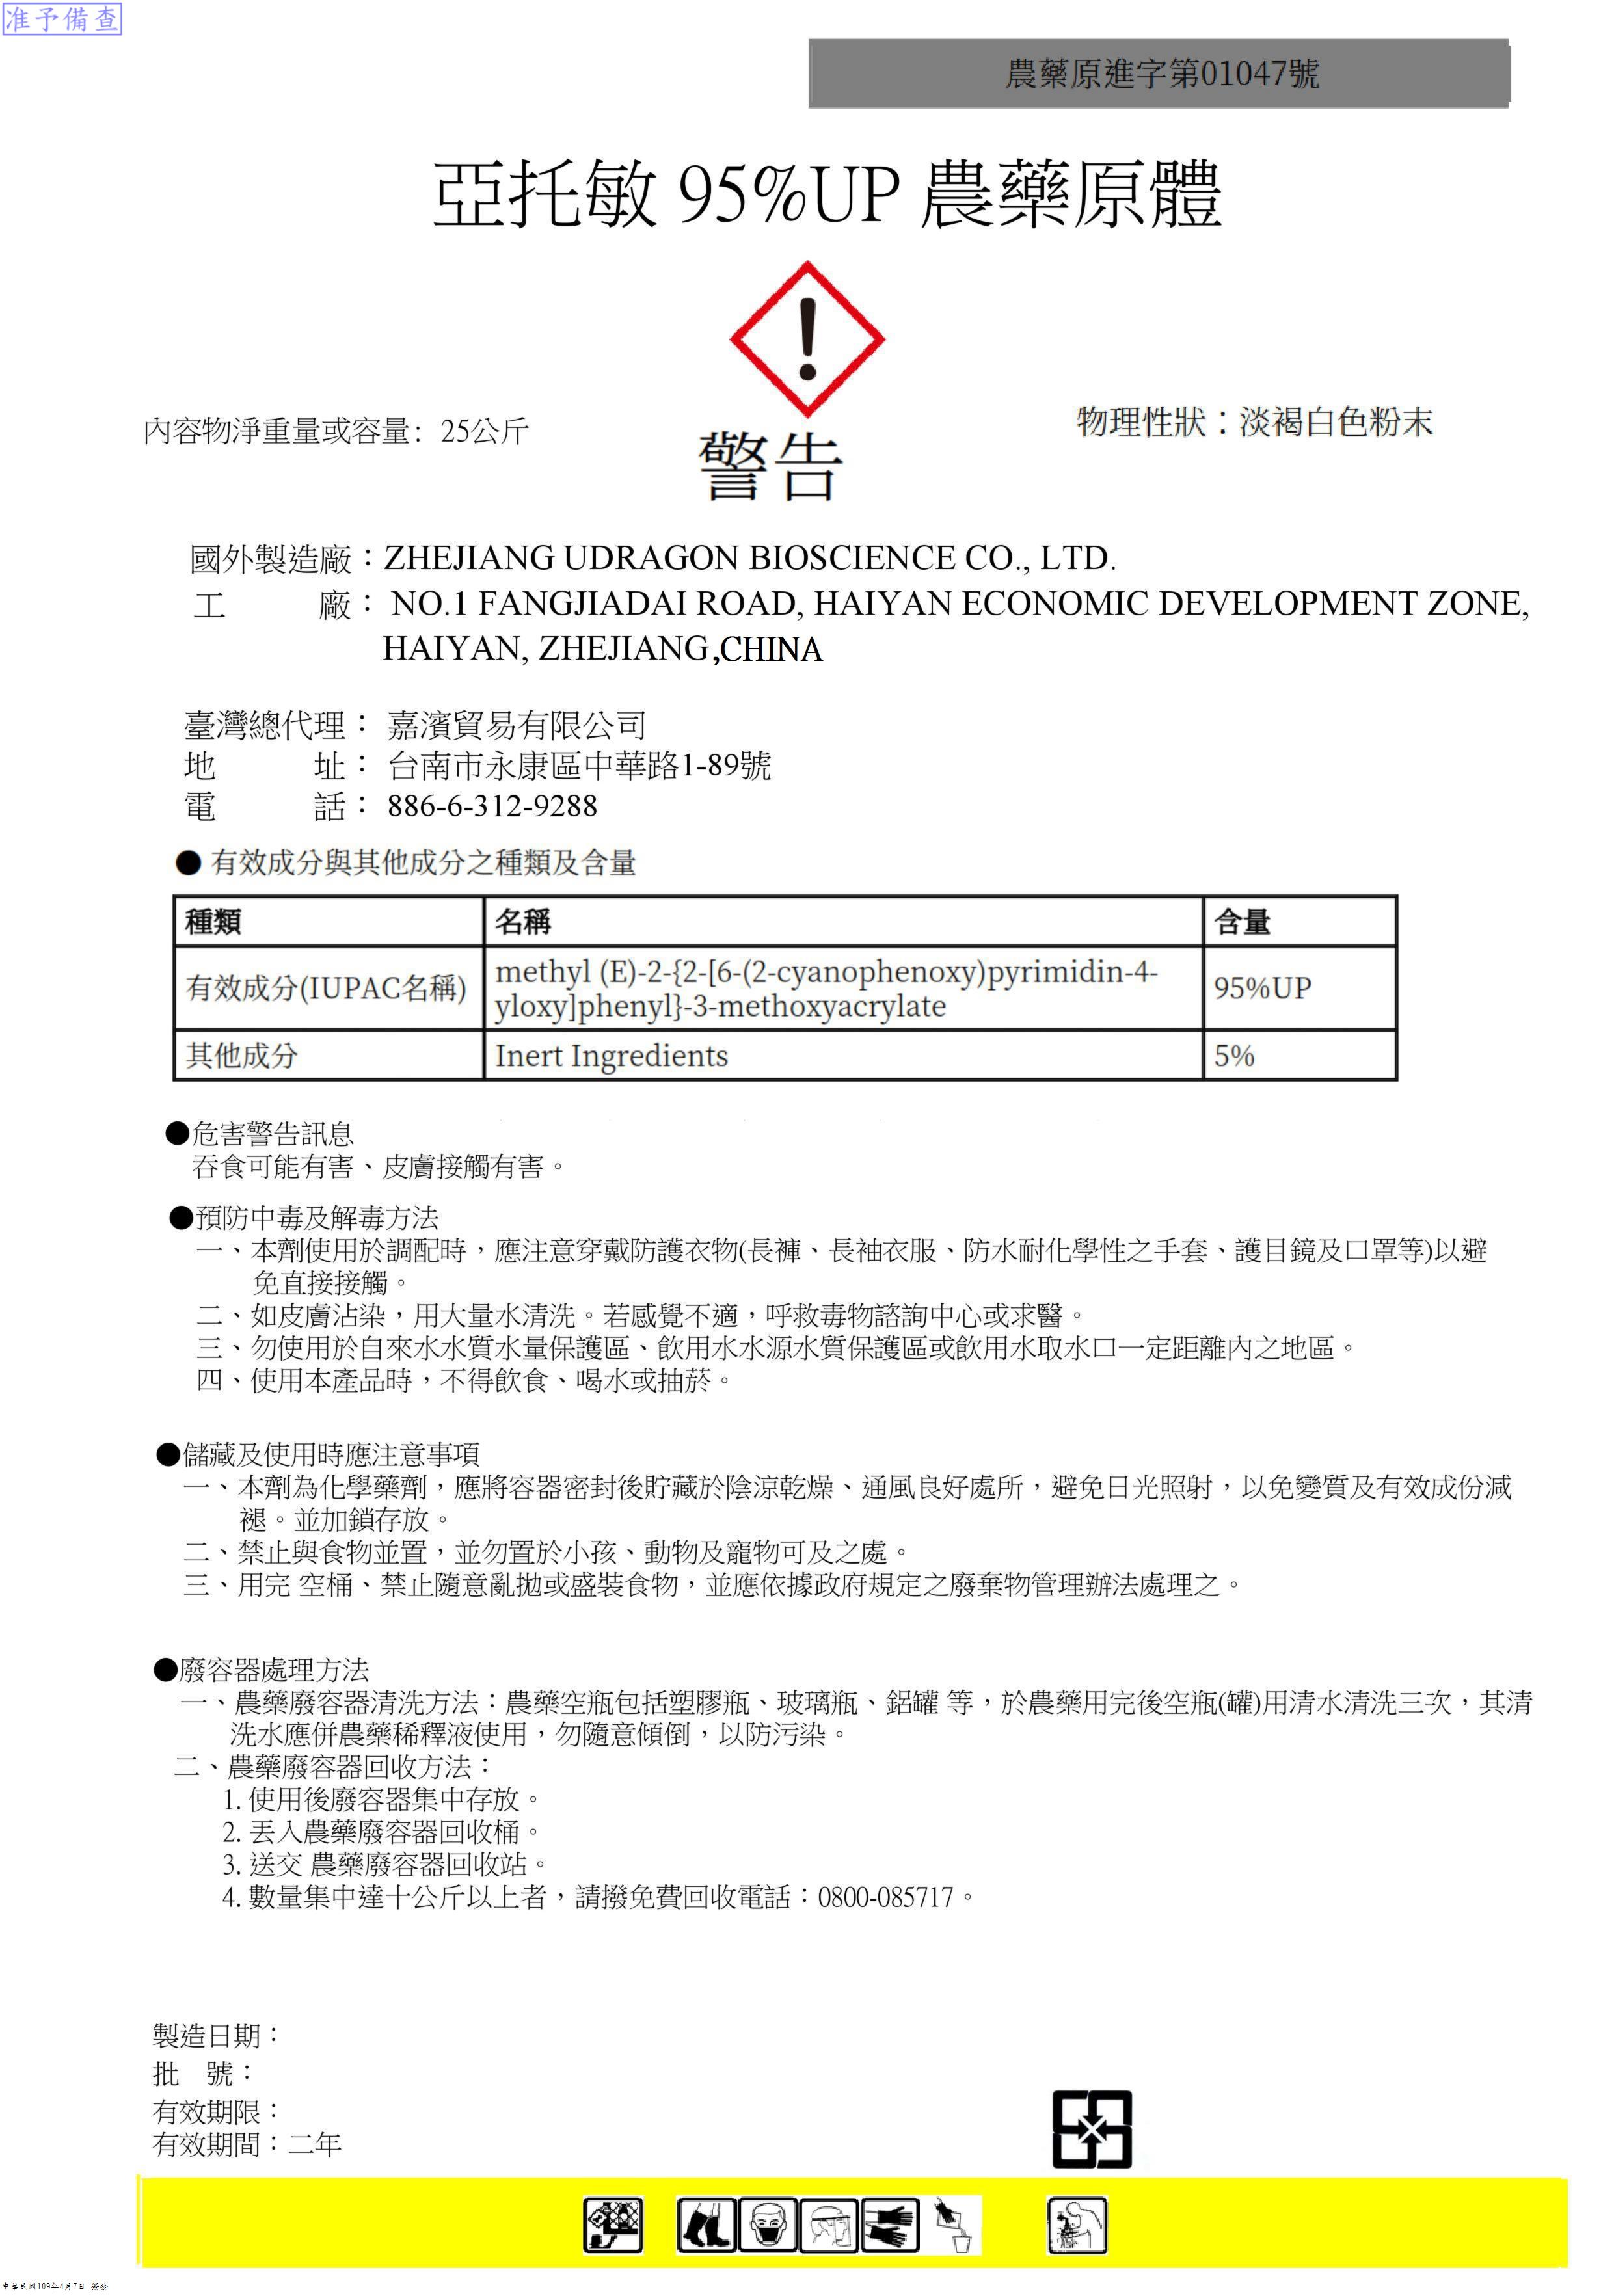 准予備查
農藥原進字第01047號
亞托敏 95%UP 農藥原體
內容物淨重量或容量: 25公斤
物理性狀：淡褐白色粉末
警告
國外製造廠：ZHEJIANG UDRAGON BIOSCIENCE CO., LTD.
工 廠： NO.1 FANGJIADAI ROAD, HAIYAN ECONOMIC DEVELOPMENT ZONE,
HAIYAN, ZHEJIANG,CHINA
臺灣總代理： 嘉濱貿易有限公司
地 址： 台南市永康區中華路1-89號
電 話： 886-6-312-9288
● 有效成分與其他成分之種類及含量
種類 名稱 含量
有效成分(IUPAC名稱) methyl (E)-2-{2-[6-(2-cyanophenoxy)pyrimidin-4- 95%UP
yloxy]phenyl}-3-methoxyacrylate
其他成分 Inert Ingredients 5%
●危害警告訊息
吞食可能有害、皮膚接觸有害。
●預防中毒及解毒方法
一、本劑使用於調配時，應注意穿戴防護衣物(長褲、長袖衣服、防水耐化學性之手套、護目鏡及口罩等)以避
免直接接觸。
二、如皮膚沾染，用大量水清洗。若感覺不適，呼救毒物諮詢中心或求醫。
三、勿使用於自來水水質水量保護區、飲用水水源水質保護區或飲用水取水口一定距離內之地區。
四、使用本產品時，不得飲食、喝水或抽菸。
●儲藏及使用時應注意事項
一、本劑為化學藥劑，應將容器密封後貯藏於陰涼乾燥、通風良好處所，避免日光照射，以免變質及有效成份減
褪。並加鎖存放。
二、禁止與食物並置，並勿置於小孩、動物及寵物可及之處。
三、用完 空桶、禁止隨意亂拋或盛裝食物，並應依據政府規定之廢棄物管理辦法處理之。
●廢容器處理方法
一、農藥廢容器清洗方法：農藥空瓶包括塑膠瓶、玻璃瓶、鋁罐 等，於農藥用完後空瓶(罐)用清水清洗三次，其清
洗水應併農藥稀釋液使用，勿隨意傾倒，以防污染。
二、農藥廢容器回收方法：
1. 使用後廢容器集中存放。
2. 丟入農藥廢容器回收桶。
3. 送交 農藥廢容器回收站。
4. 數量集中達十公斤以上者，請撥免費回收電話：0800-085717。
製造日期：
批 號：
有效期限：
有效期間：二年
中華民國109年4月7日 簽發